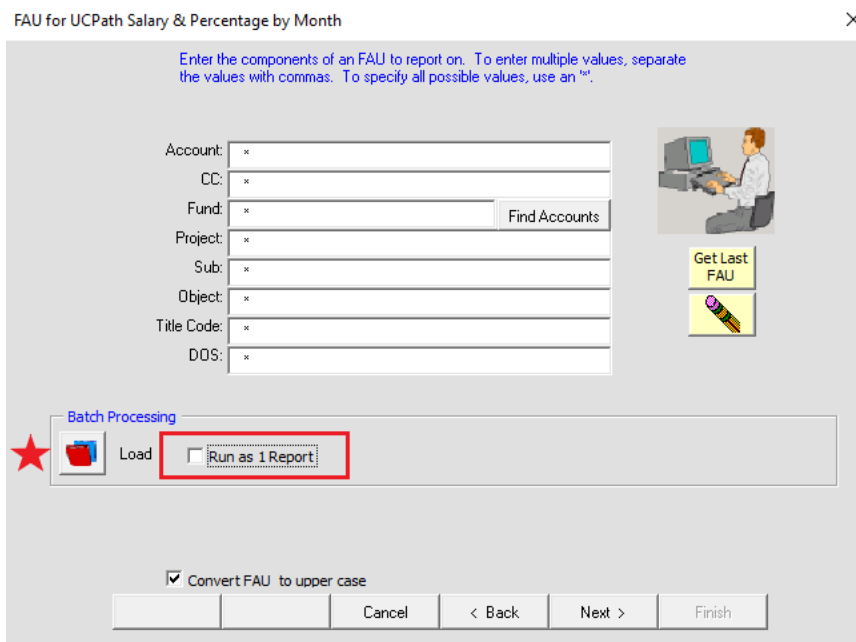 FAU for UCPath Salary & Percentage by Month
Enter the components of an FAU to report on. To enter multiple values, separate
the values with commas. To specify all possible values, use an '*'.
Account: *
CC: *
Fund: * Find Accounts
Project: *
Sub: *
Object: *
Title Code: *
DOS: *
Get Last
FAU
Batch Processing
Load Run as 1 Report
Convert FAU to upper case
Cancel < Back Next > Finish